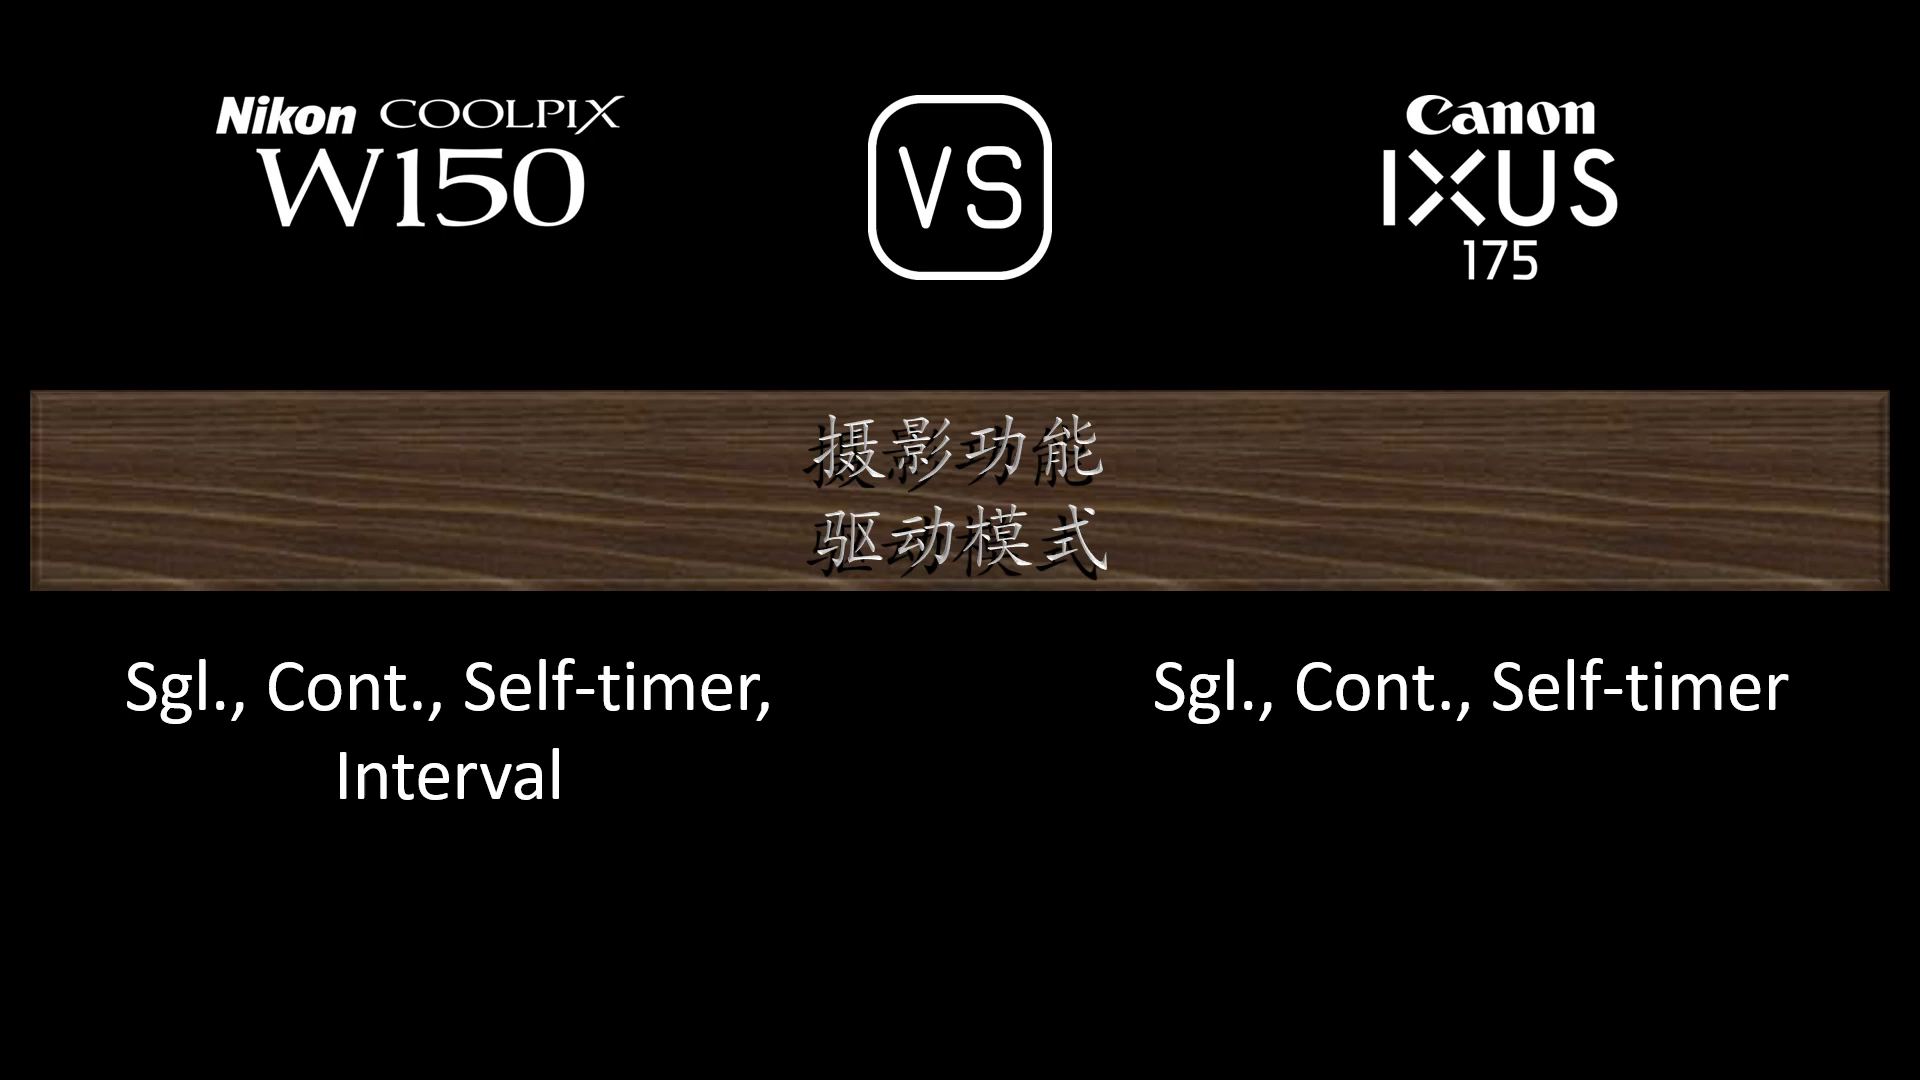 Nikon COOLPIX
W150
VS
Canon
IXUS
175
摄影功能
驱动模式
Sgl., Cont., Self-timer,
Interval
Sgl., Cont., Self-timer